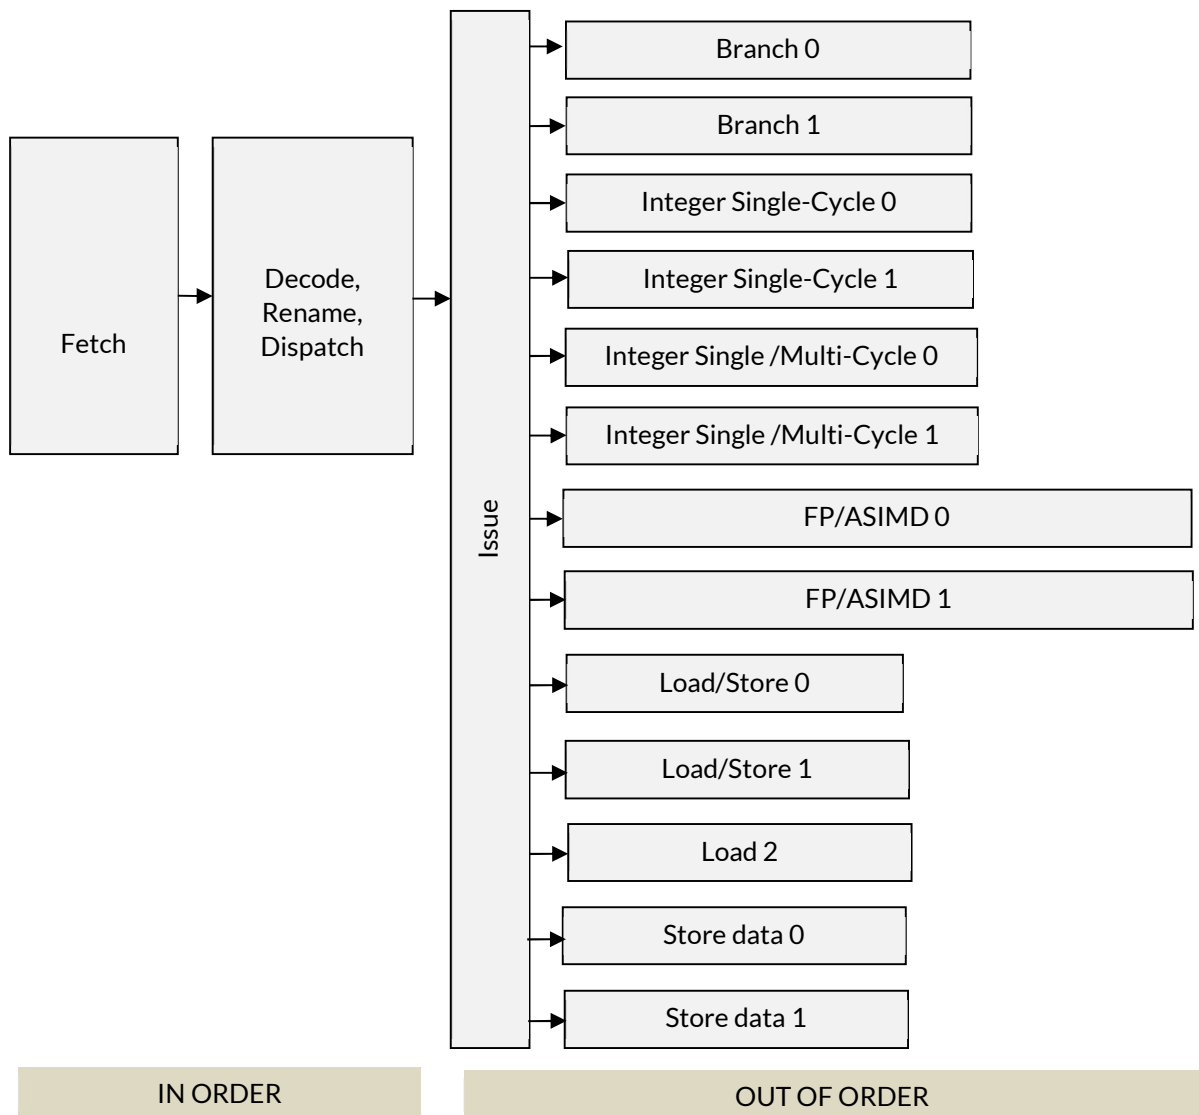 Fetch
Decode,
Rename,
Dispatch
Issue
Branch 0
Branch 1
Integer Single-Cycle 0
Integer Single-Cycle 1
Integer Single /Multi-Cycle 0
Integer Single /Multi-Cycle 1
FP/ASIMD 0
FP/ASIMD 1
Load/Store 0
Load/Store 1
Load 2
Store data 0
Store data 1
IN ORDER
OUT OF ORDER